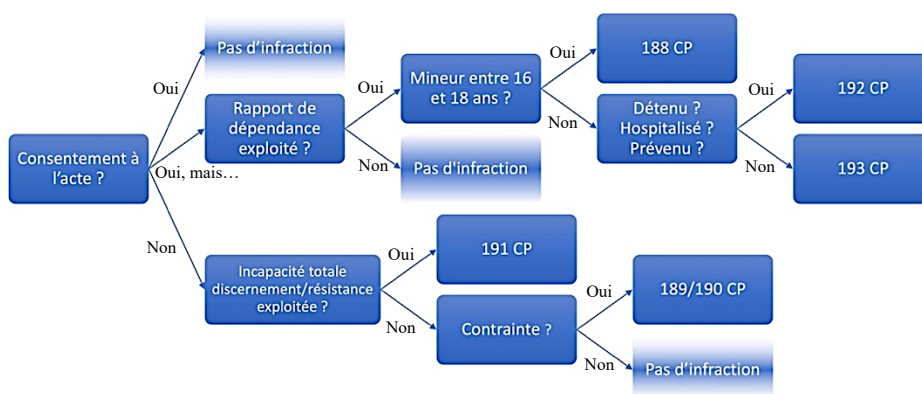 Pas d'infraction
Oui
Mineur entre 16
et 18 ans ?
Oui
188 CP
Oui
Rapport de
dépendance
exploité ?
Oui
Non
Détenu ?
Hospitalisé ?
Prévenu ?
Oui
192 CP
Non
Pas d'infraction
Non
193 CP
Consentement à
l'acte ?
Oui, mais…
Non
Incapacité totale
discernement/résistance
exploitée ?
Oui
191 CP
Non
Contrainte ?
Oui
189/190 CP
Non
Pas d'infraction